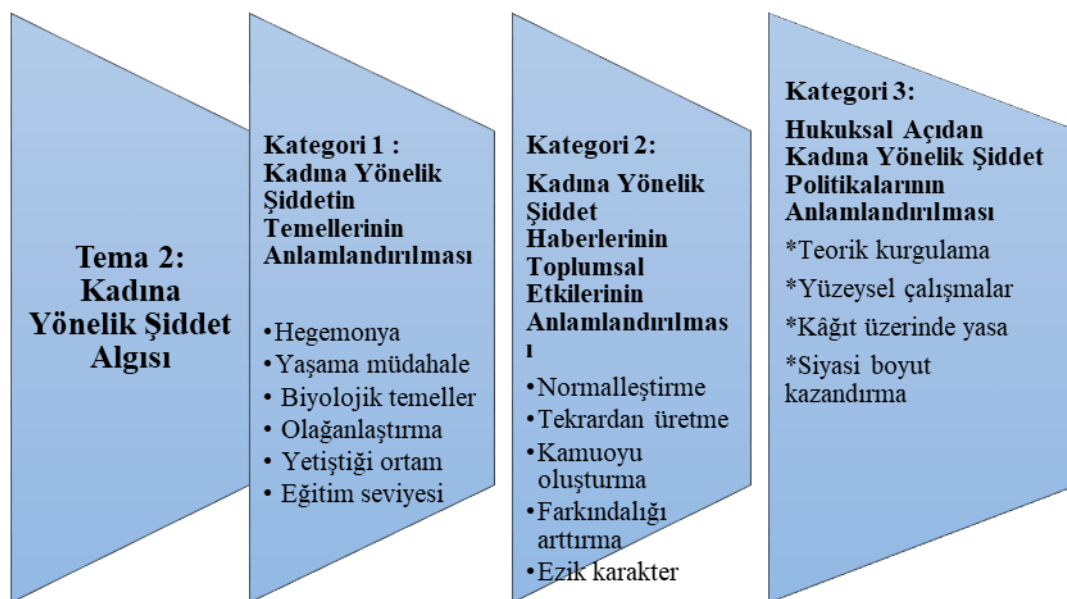 Tema 2:
Kadına
Yönelik Şiddet
Algısı
Kategori 1 :
Kadına Yönelik
Şiddetin
Temellerinin
Anlamlandırılması
•Hegemonya
•Yaşama müdahale
• Biyolojik temeller
• Olağanlaştırma
• Yetiştiği ortam
• Eğitim seviyesi
Kategori 2:
Kadına Yönelik
Şiddet
Haberlerinin
Toplumsal
Etkilerinin
Anlamlandırılmas
ı
•Normalleştirme
•Tekrardan üretme
•Kamuoyu
oluşturma
•Farkındalığı
arttırma
•Ezik karakter
Kategori 3:
Hukuksal Açıdan
Kadına Yönelik Şiddet
Politikalarının
Anlamlandırılması
*Teorik kurgulama
*Yüzeysel çalışmalar
*Kâğıt üzerinde yasa
*Siyasi boyut
kazandırma